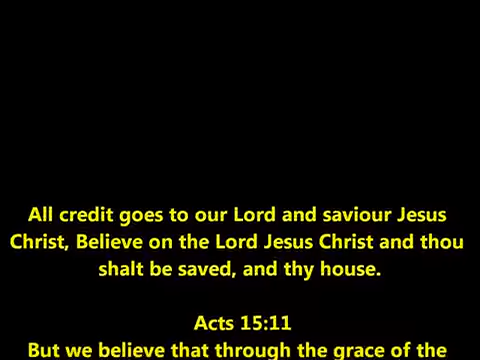 All credit goes to our Lord and saviour Jesus
Christ, Believe on the Lord Jesus Christ and thou
shalt be saved, and thy house.
Acts 15:11
But we believe that through the grace of the